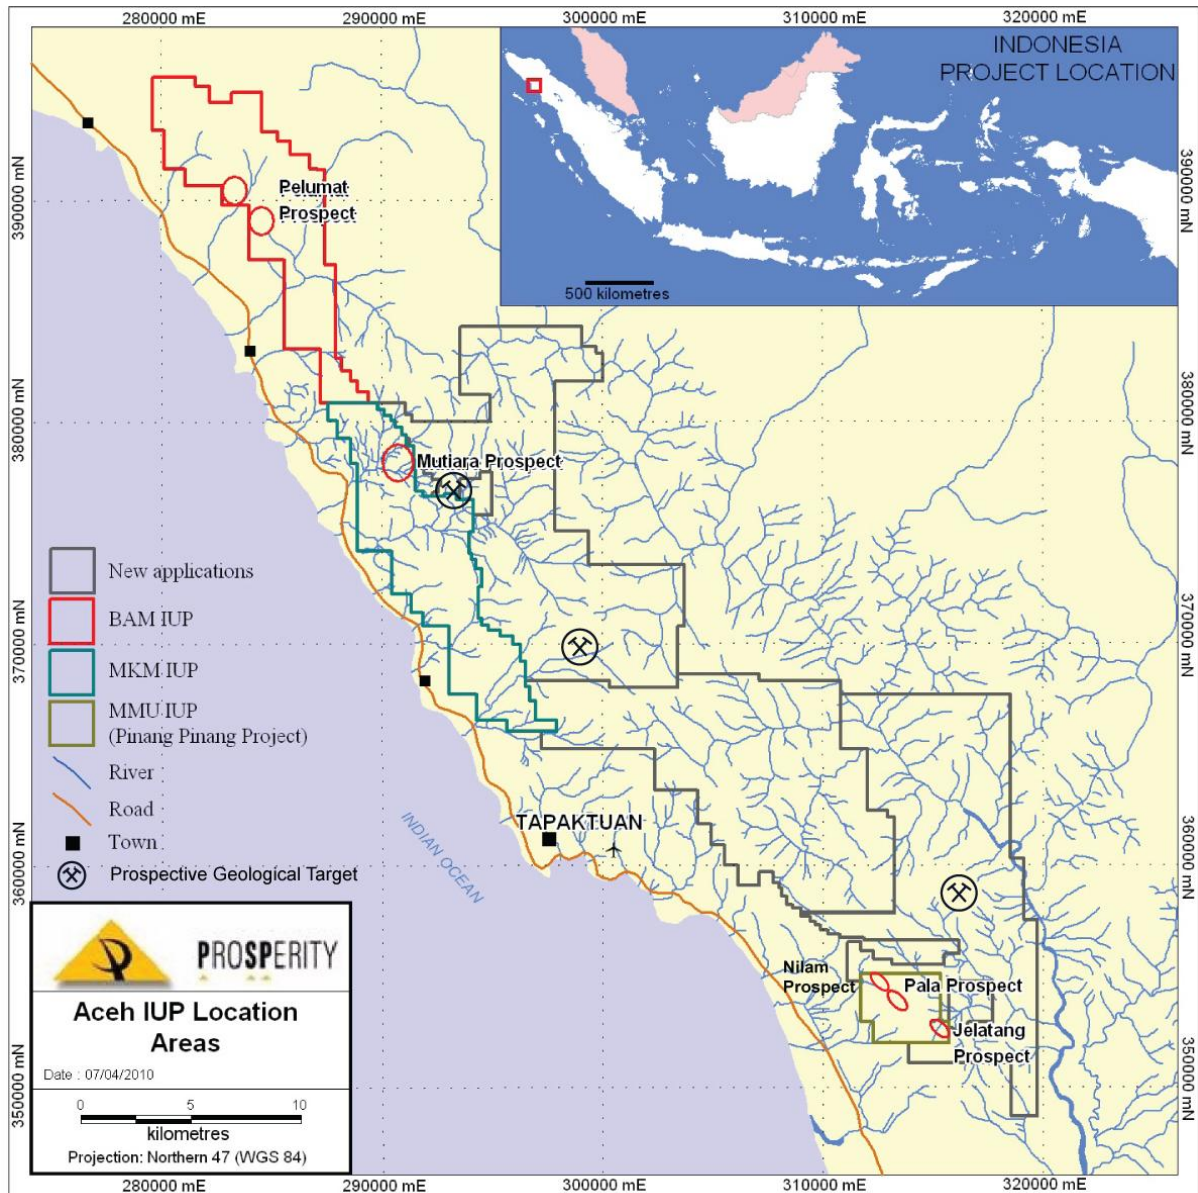 280000 mE
290000 mE
300000 mE
310000 mE
320000 mE
INDONESIA
PROJECT LOCATION
500 kilometres
390000 mN
390000 mN
Pelumat
Prospect
380000 mN
380000 mN
Mutiara Prospect
New applications
BAM IUP
MKM IUP
MMU IUP
(Pinang Pinang Project)
River
Road
Town
Prospective Geological Target
370000 mN
370000 mN
TAPAKTUAN
INDIAN OCEAN
360000 mN
360000 mN
Nilam
Prospect
Pala Prospect
Jelatang
Prospect
PROSPERITY
Aceh IUP Location
Areas
Date : 07/04/2010
0 5 10
kilometres
Projection: Northern 47 (WGS 84)
350000 mN
350000 mN
280000 mE
290000 mE
300000 mE
310000 mE
320000 mE